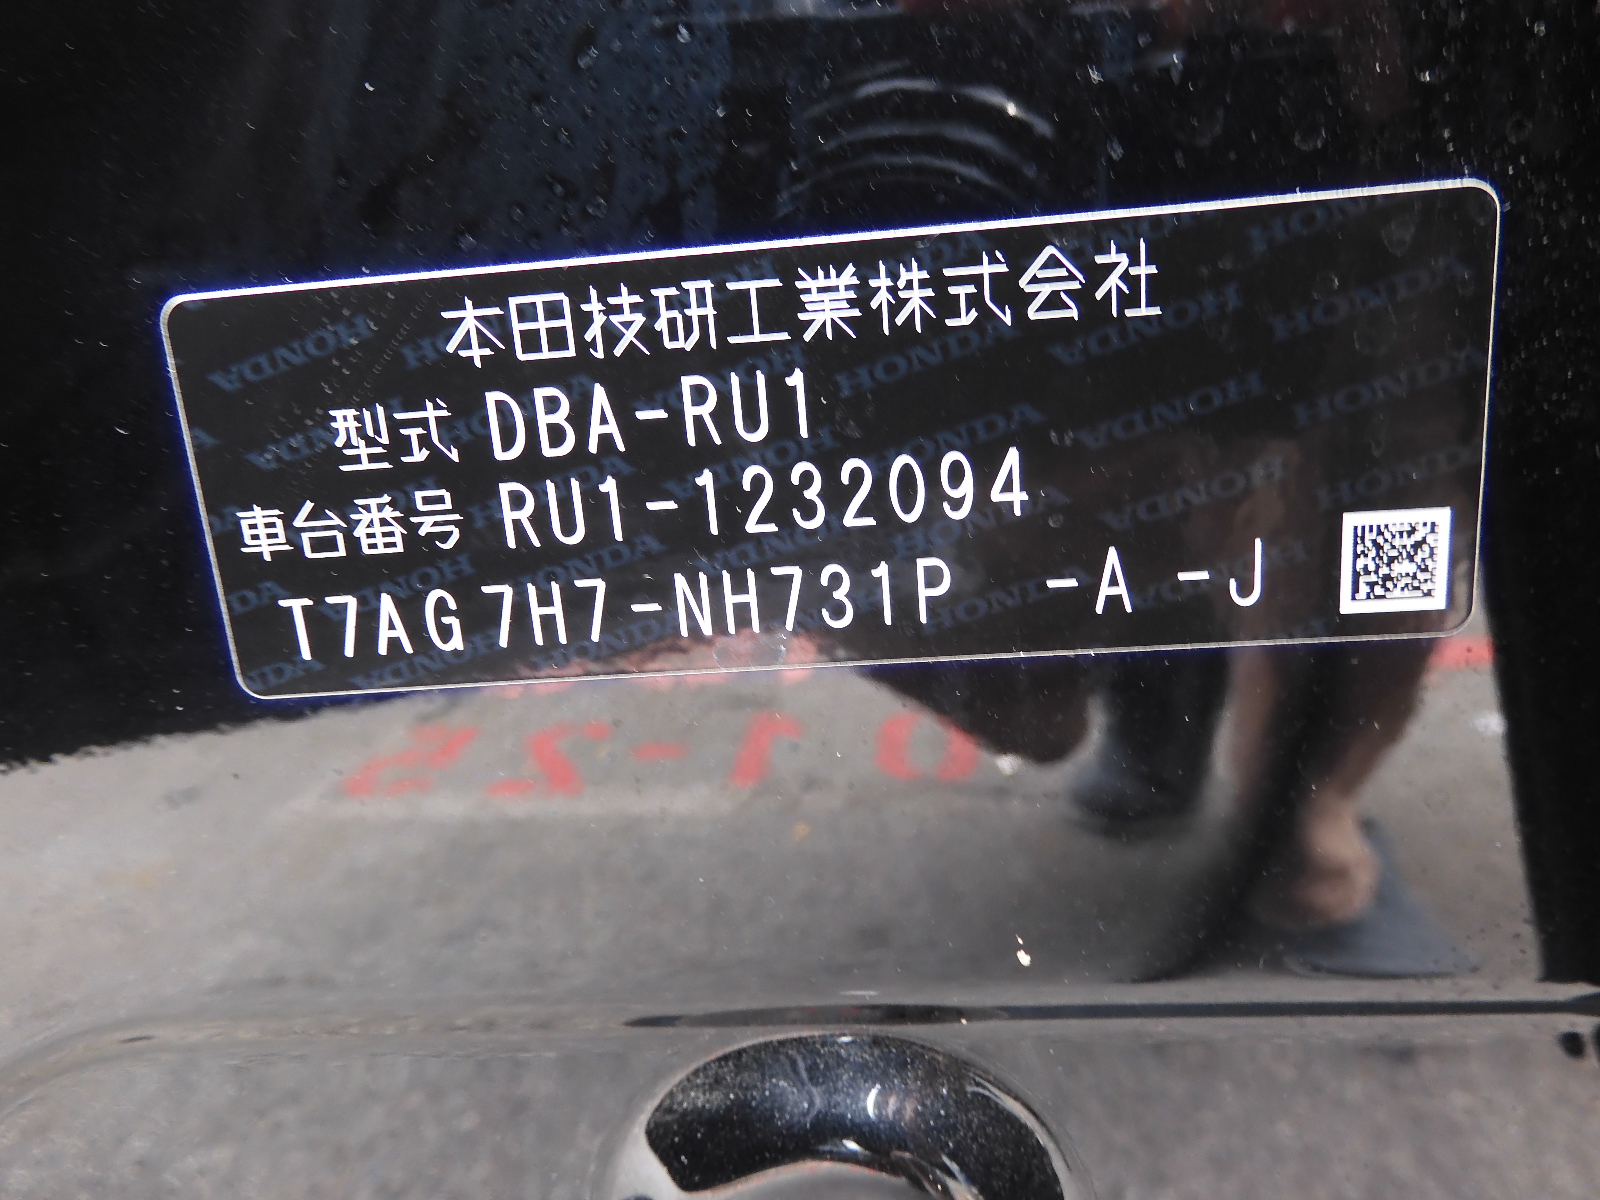 本田技研工業株式会社
型式 DBA-RU1
車台番号 RU1-1232094
T7AG7H7-NH731P -A -J